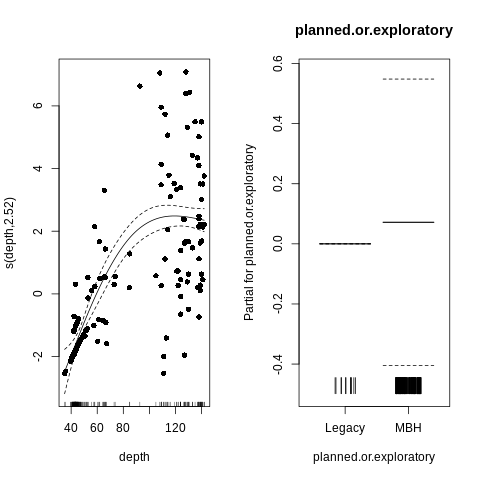 planned.or.exploratory
s(depth,2.52)
6
4
2
0
-2
40
60
80
120
depth
Partial for planned.or.exploratory
0.6
0.4
0.2
0.0
-0.2
-0.4
Legacy
MBH
planned.or.exploratory